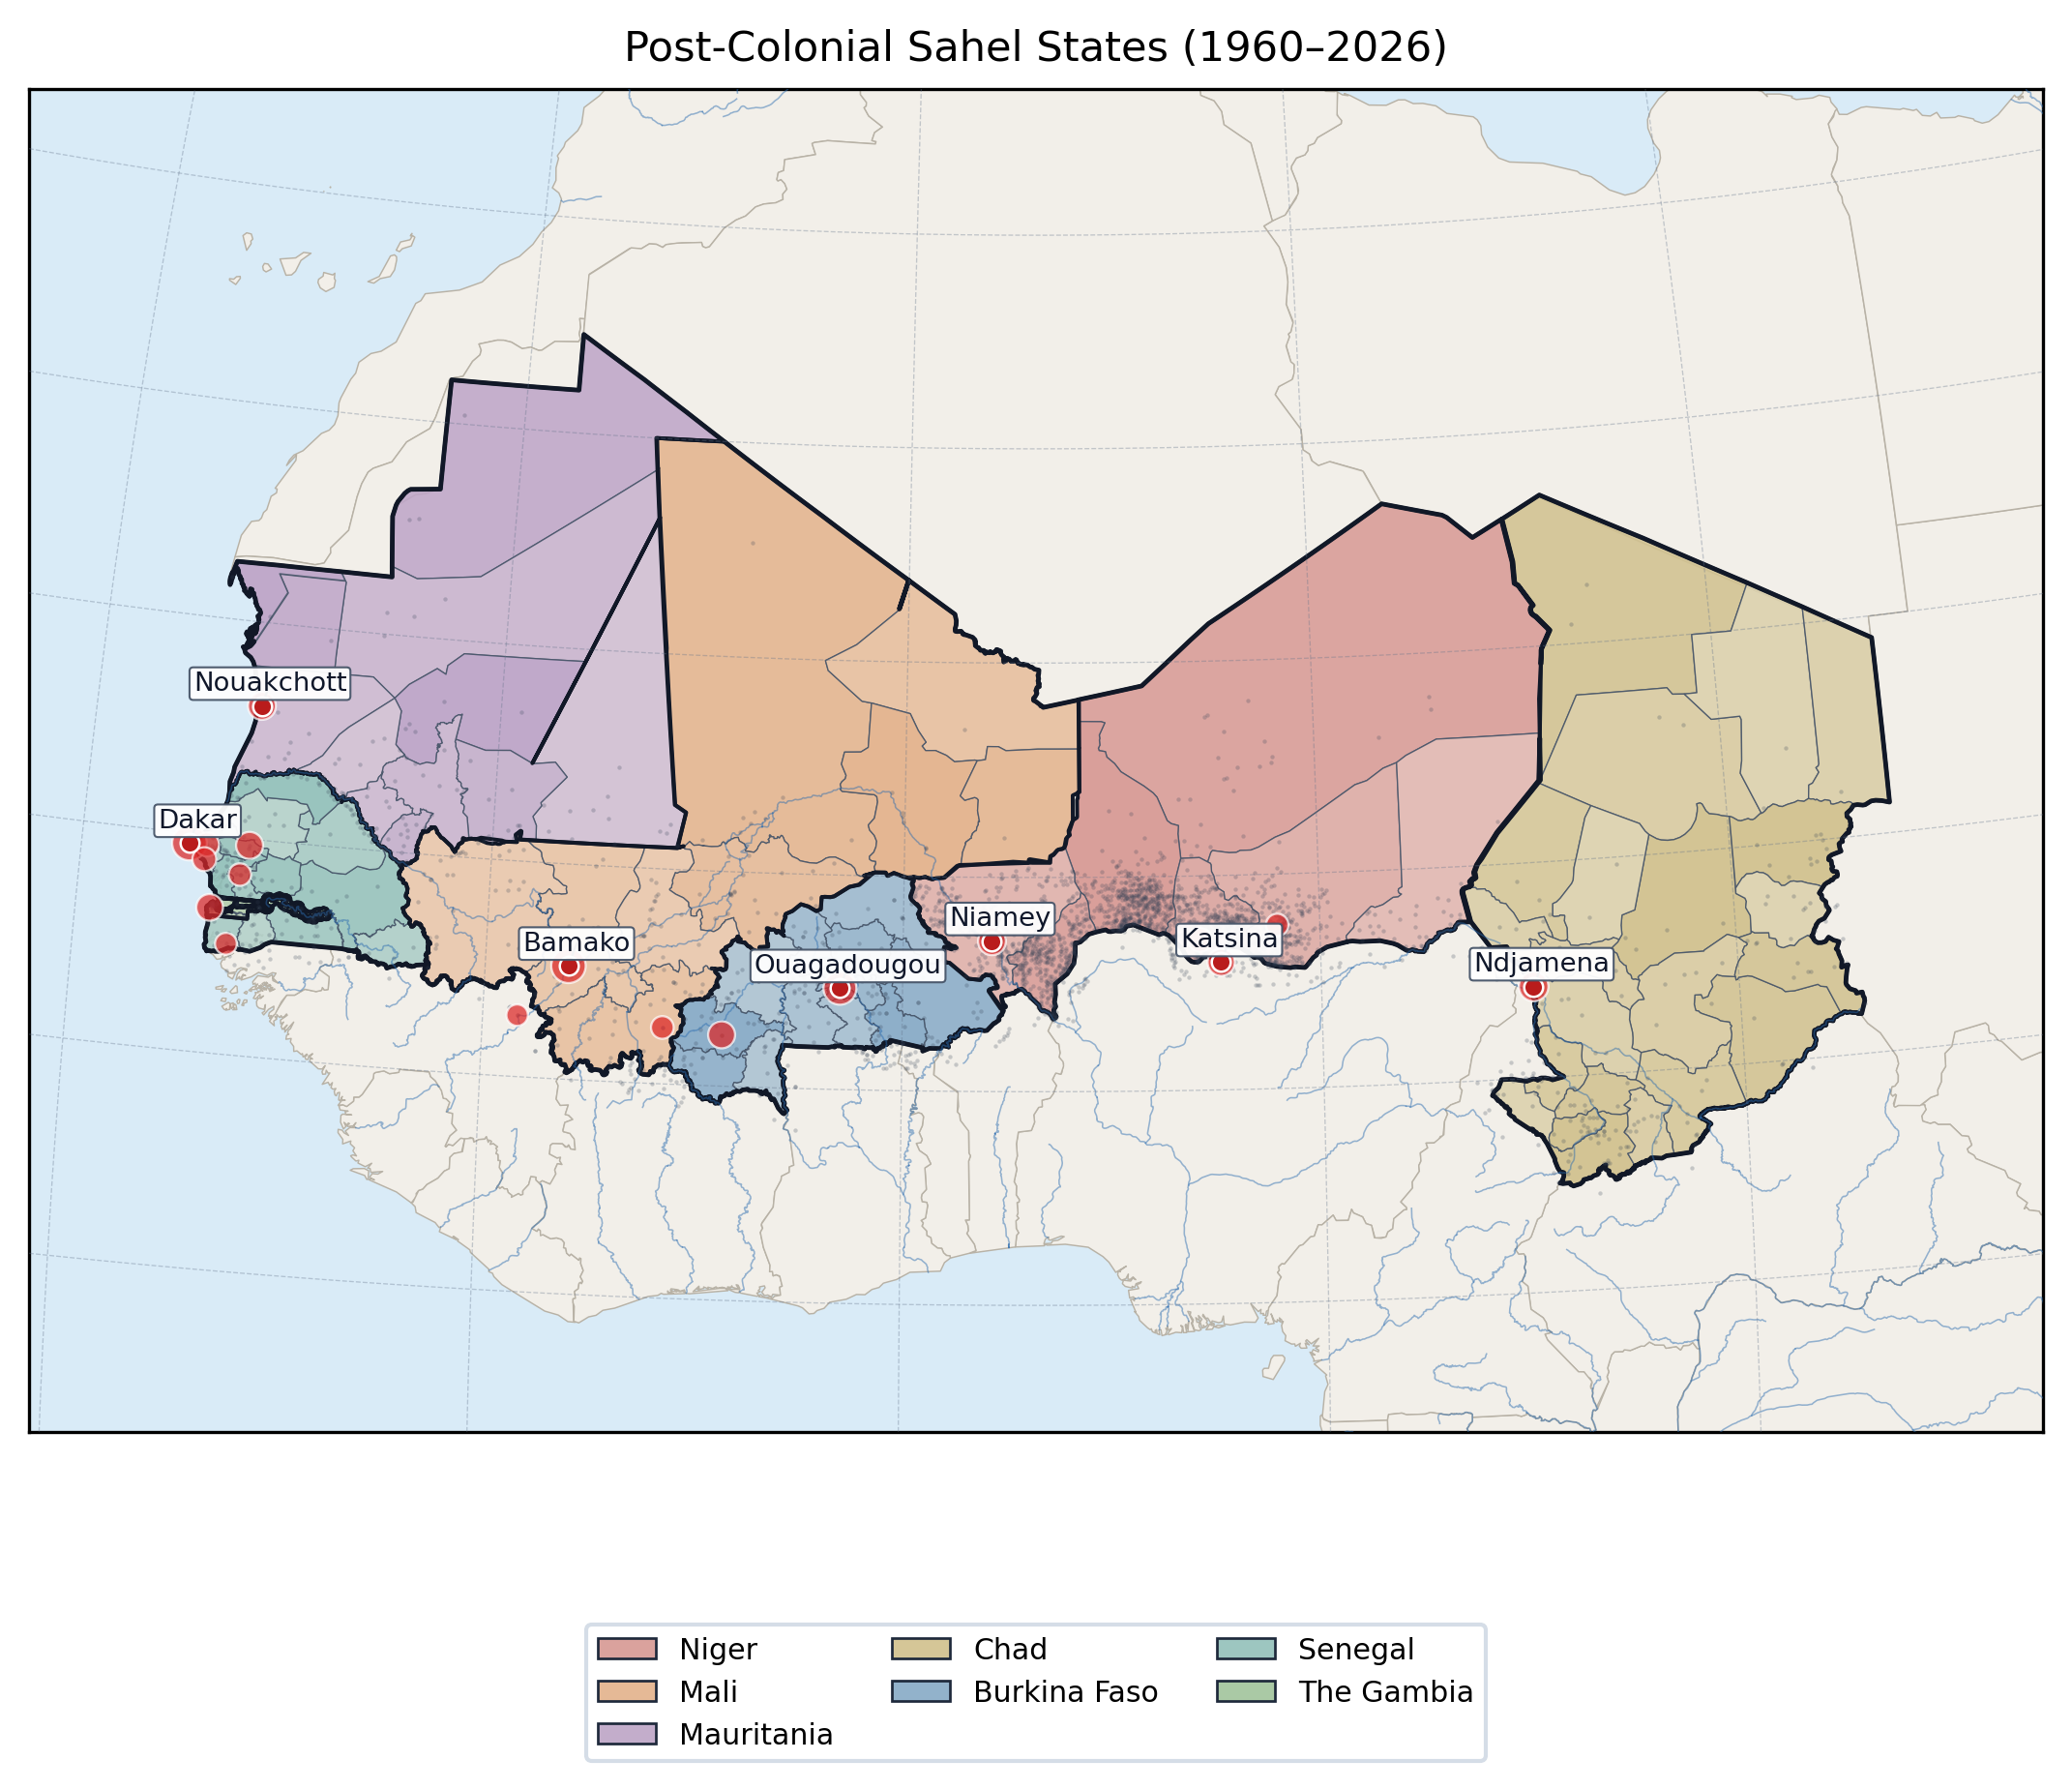 Post-Colonial Sahel States (1960–2026)
Nouakchott
Dakar
Niamey
Katsina
Bamako
Ouagadougou
Ndjamena
Niger
Mali
Mauritania
Chad
Burkina Faso
Senegal
The Gambia